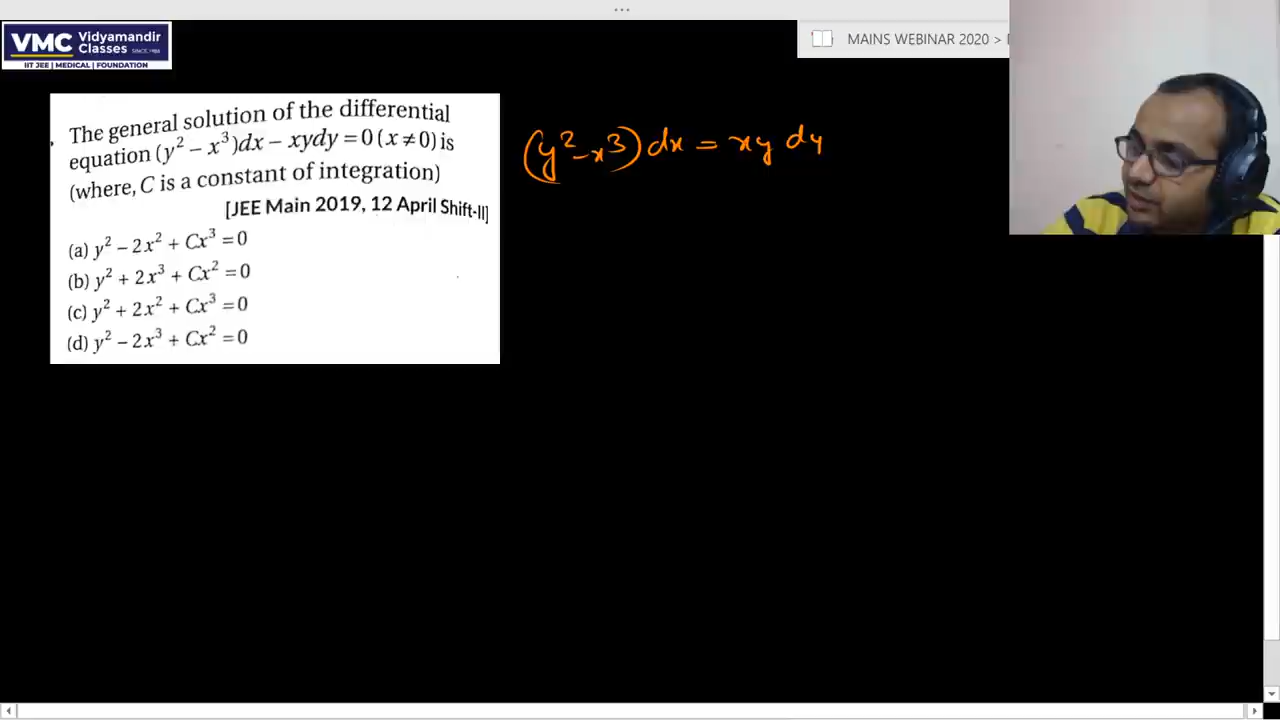 VMC Vidyamandir
Classes
SINCE 1986
IIT JEE | MEDICAL | FOUNDATION
MAINS WEBINAR 2020 >
The general solution of the differential
equation (y² − x³)dx − xydy = 0 (x ≠ 0) is
(where, C is a constant of integration)
[JEE Main 2019, 12 April Shift-II]
(a) y² − 2x² + Cx³ = 0
(b) y² + 2x³ + Cx² = 0
(c) y² + 2x² + Cx³ = 0
(d) y² − 2x³ + Cx² = 0
(y² − x³) dx = xy dy